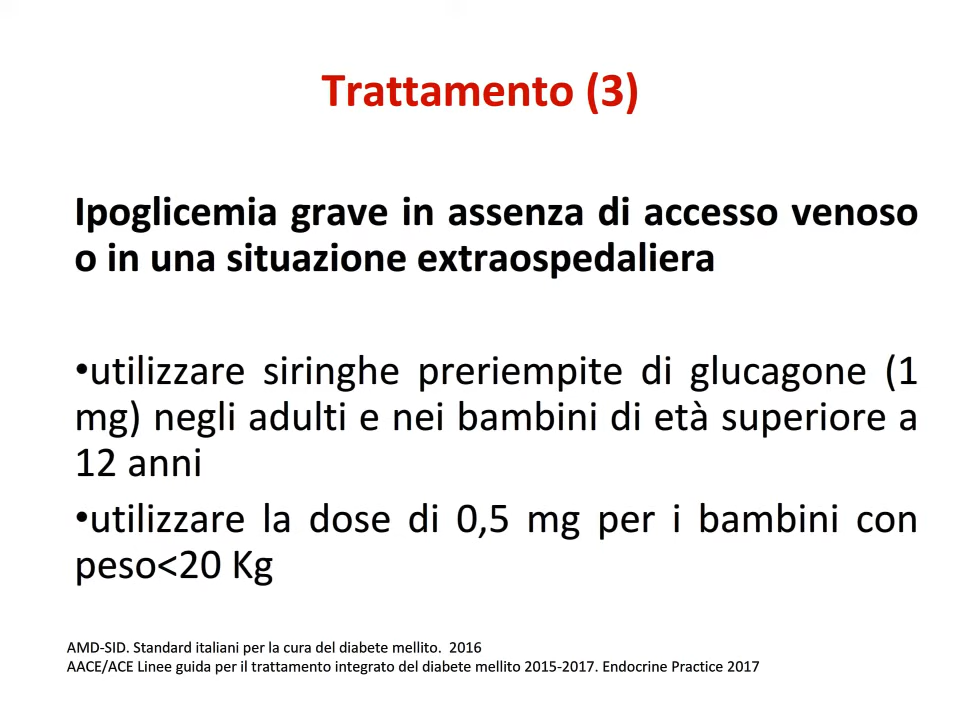 Trattamento (3)
Ipoglicemia grave in assenza di accesso venoso
o in una situazione extraospedaliera
•utilizzare siringhe preriempite di glucagone (1
mg) negli adulti e nei bambini di età superiore a
12 anni
•utilizzare la dose di 0,5 mg per i bambini con
peso<20 Kg
AMD-SID. Standard italiani per la cura del diabete mellito. 2016
AACE/ACE Linee guida per il trattamento integrato del diabete mellito 2015-2017. Endocrine Practice 2017